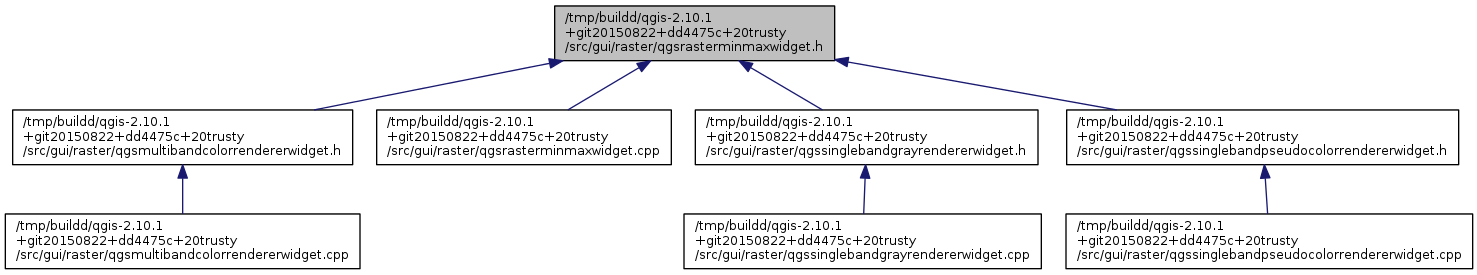 /tmp/buildd/qgis-2.10.1
+git20150822+dd4475c+20trusty
/src/gui/raster/qgsrasterminmaxwidget.h
/tmp/buildd/qgis-2.10.1
+git20150822+dd4475c+20trusty
/src/gui/raster/qgsmultibandcolorrendererwidget.h
/tmp/buildd/qgis-2.10.1
+git20150822+dd4475c+20trusty
/src/gui/raster/qgsrasterminmaxwidget.cpp
/tmp/buildd/qgis-2.10.1
+git20150822+dd4475c+20trusty
/src/gui/raster/qgssinglebandgrayrendererwidget.h
/tmp/buildd/qgis-2.10.1
+git20150822+dd4475c+20trusty
/src/gui/raster/qgssinglebandpseudocolorrendererwidget.h
/tmp/buildd/qgis-2.10.1
+git20150822+dd4475c+20trusty
/src/gui/raster/qgsmultibandcolorrendererwidget.cpp
/tmp/buildd/qgis-2.10.1
+git20150822+dd4475c+20trusty
/src/gui/raster/qgssinglebandgrayrendererwidget.cpp
/tmp/buildd/qgis-2.10.1
+git20150822+dd4475c+20trusty
/src/gui/raster/qgssinglebandpseudocolorrendererwidget.cpp